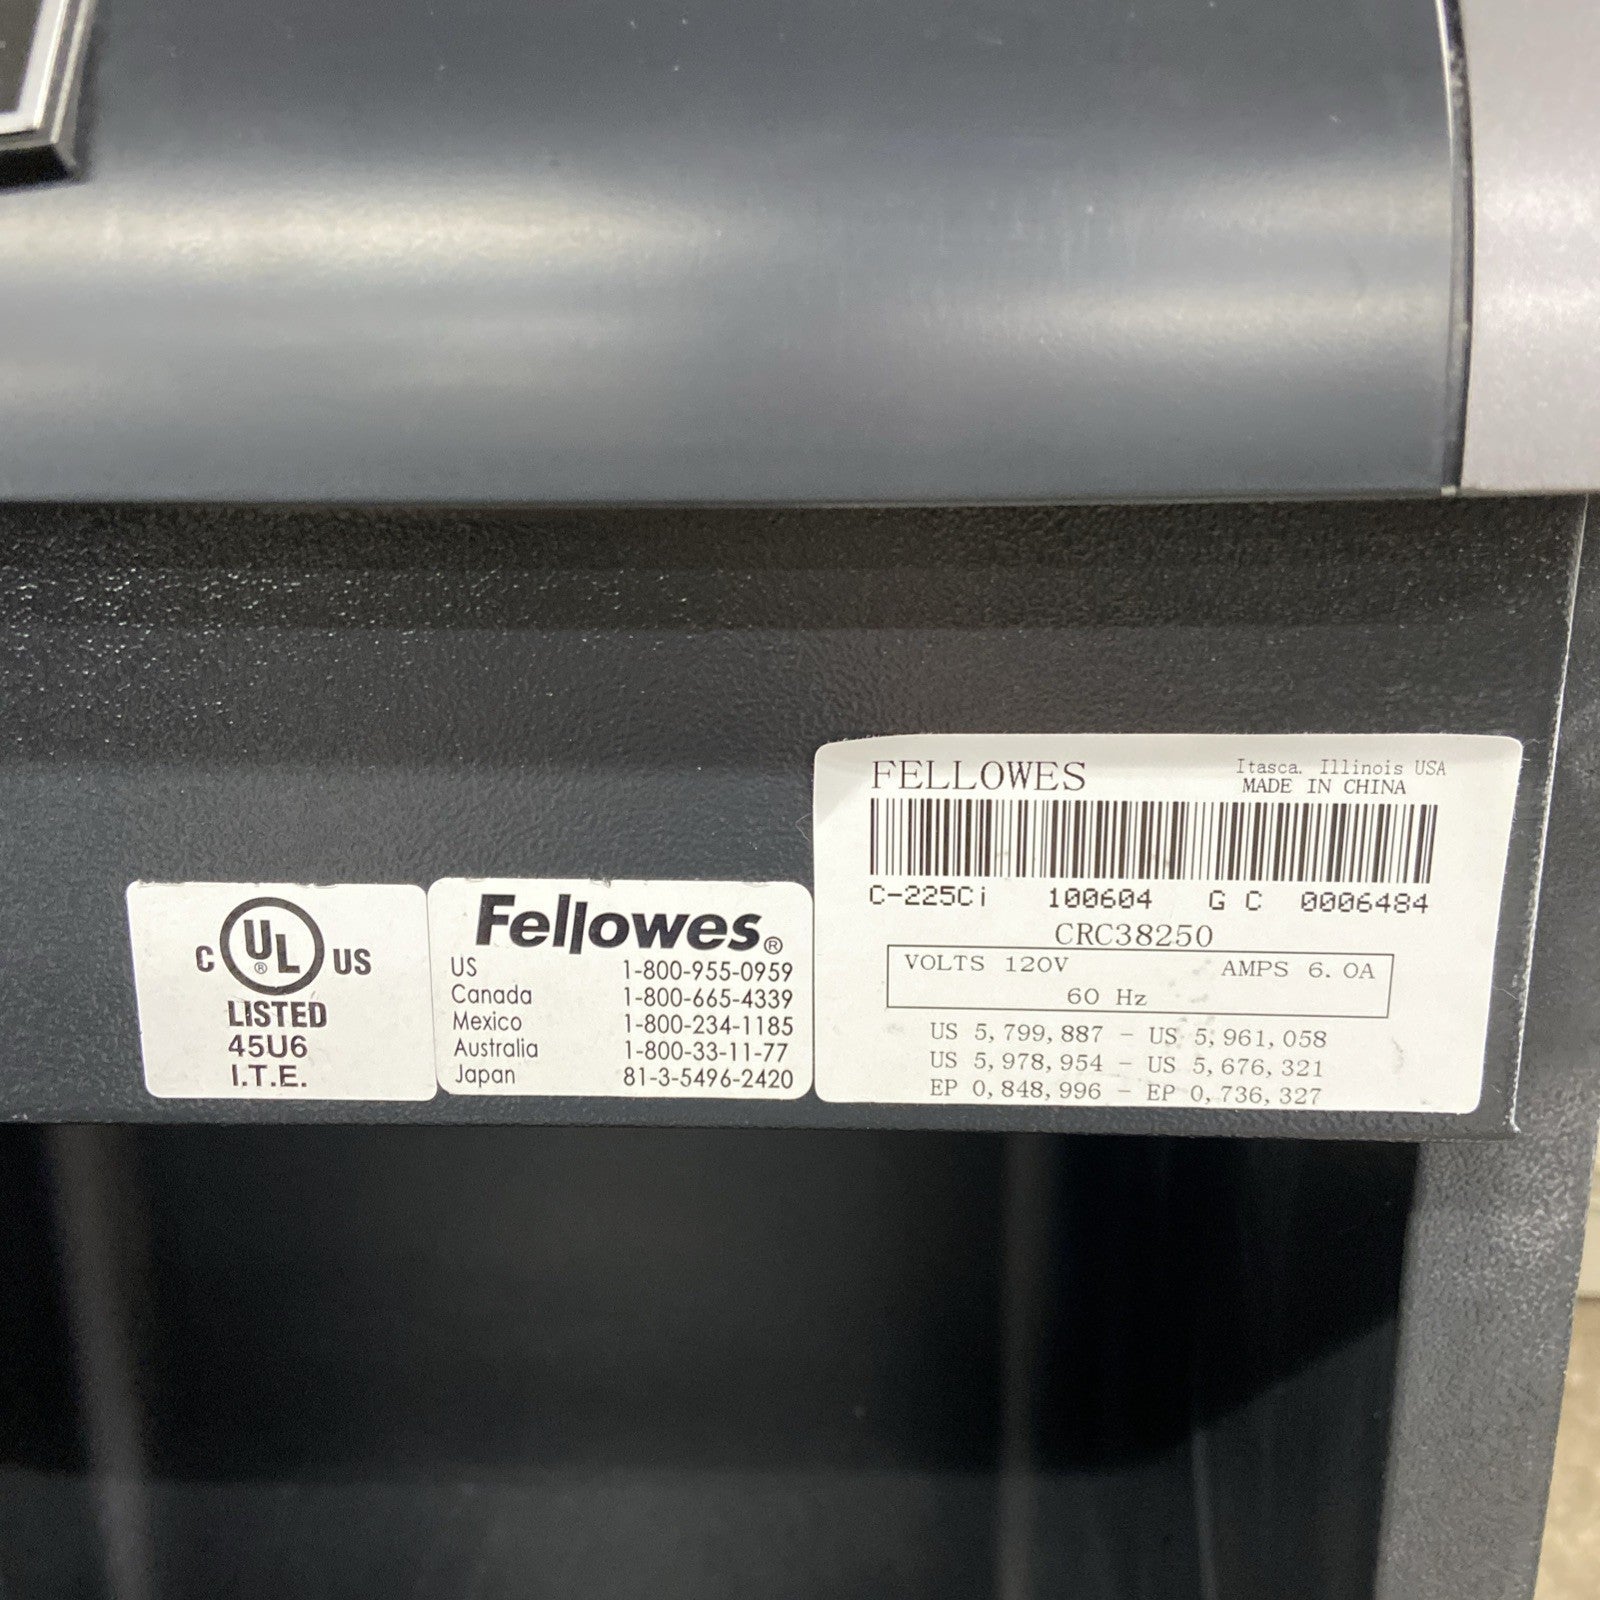 C UL® US
LISTED
45U6
I.T.E.
Fellowes®
US 1-800-955-0959
Canada 1-800-665-4339
Mexico 1-800-234-1185
Australia 1-800-33-11-77
Japan 81-3-5496-2420
FELLOWES Itasca. Illinois USA
MADE IN CHINA
C-225Ci 100604 G C 0006484
CRC38250
VOLTS 120V AMPS 6.0A
60 Hz
US 5,799,887 - US 5,961,058
US 5,978,954 - US 5,676,321
EP 0,848,996 - EP 0,736,327